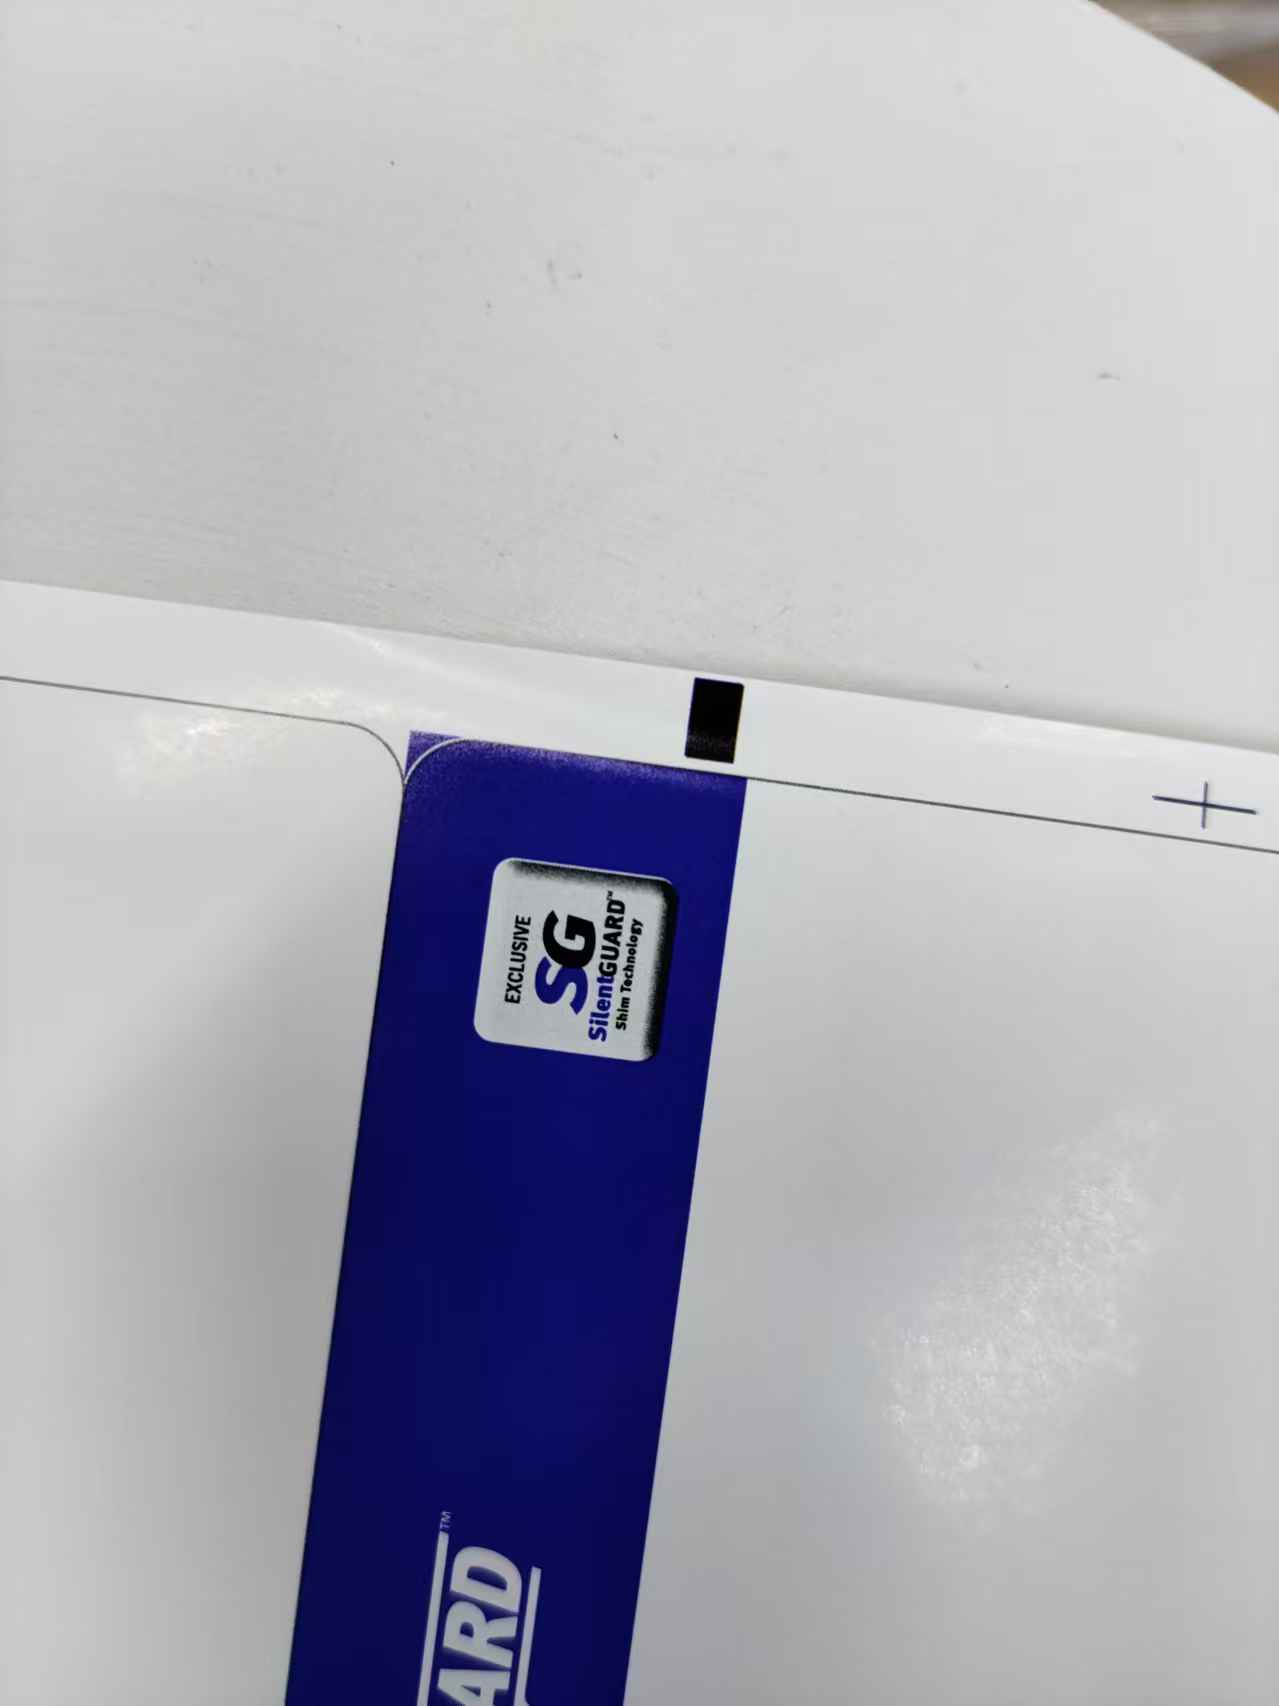 EXCLUSIVE
SG
SilentGUARD™
Shim Technology
ARD™